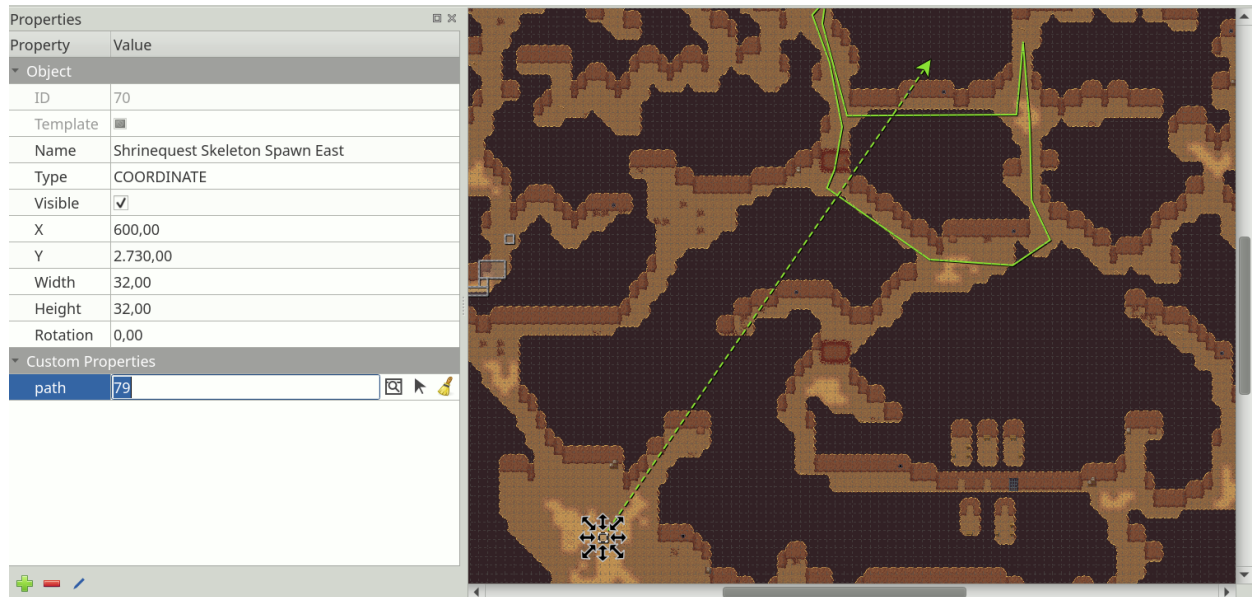 Properties
Property Value
Object
ID 70
Template
Name Shrinequest Skeleton Spawn East
Type COORDINATE
Visible
X 600,00
Y 2.730,00
Width 32,00
Height 32,00
Rotation 0,00
Custom Properties
path 79